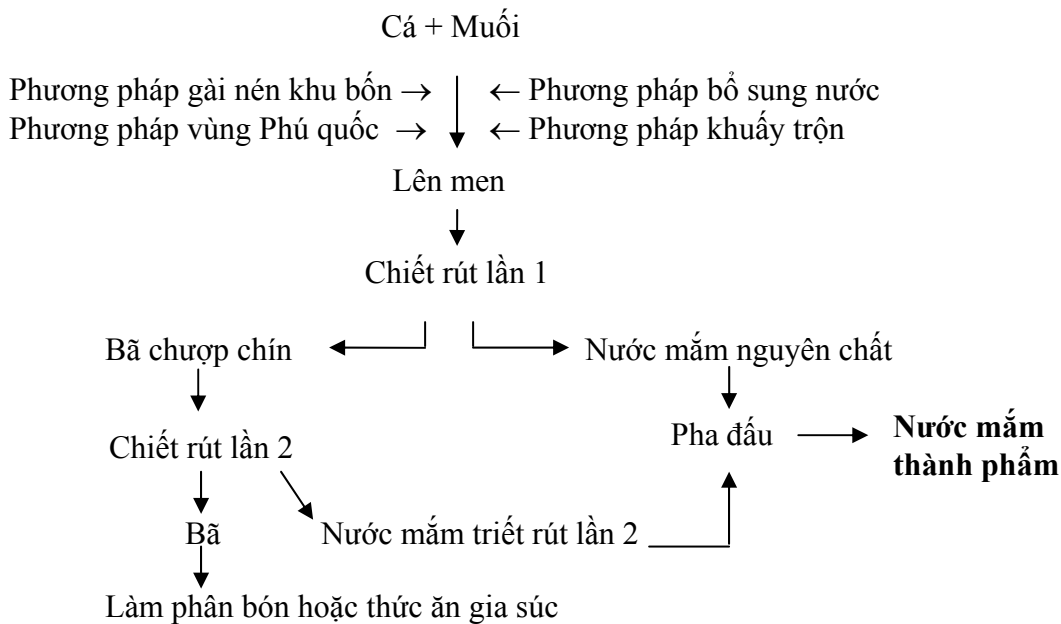 Cá + Muối
Phương pháp gài nén khu bốn → ← Phương pháp bổ sung nước
Phương pháp vùng Phú quốc → ← Phương pháp khuấy trộn
Lên men
Chiết rút lần 1
Bã chượp chín Nước mắm nguyên chất
Chiết rút lần 2 Pha đấu Nước mắm
thành phẩm
Bã Nước mắm triết rút lần 2
Làm phân bón hoặc thức ăn gia súc